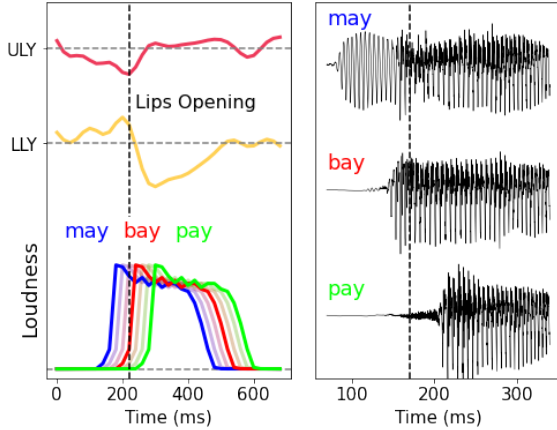 ULY
Lips Opening
LLY
may bay pay
Loudness
0 200 400 600
Time (ms)
may
bay
pay
100 200 300
Time (ms)